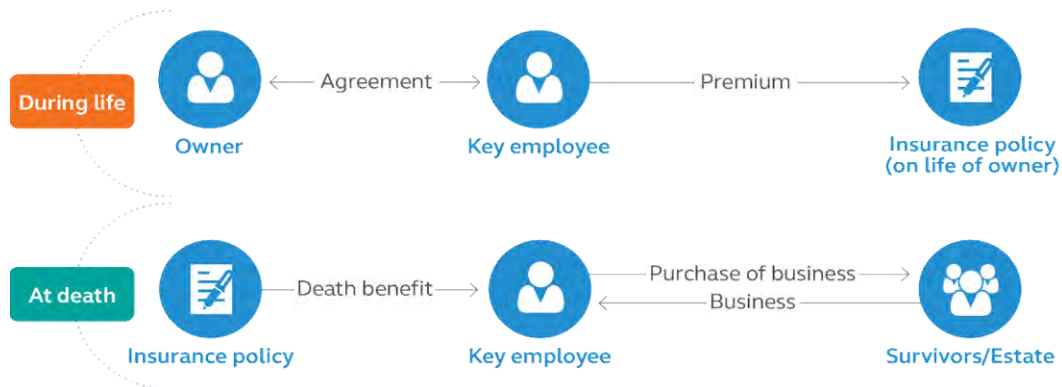 During life
Agreement
Premium
Owner
Key employee
Insurance policy
(on life of owner)
At death
Death benefit
Purchase of business
Business
Insurance policy
Key employee
Survivors/Estate